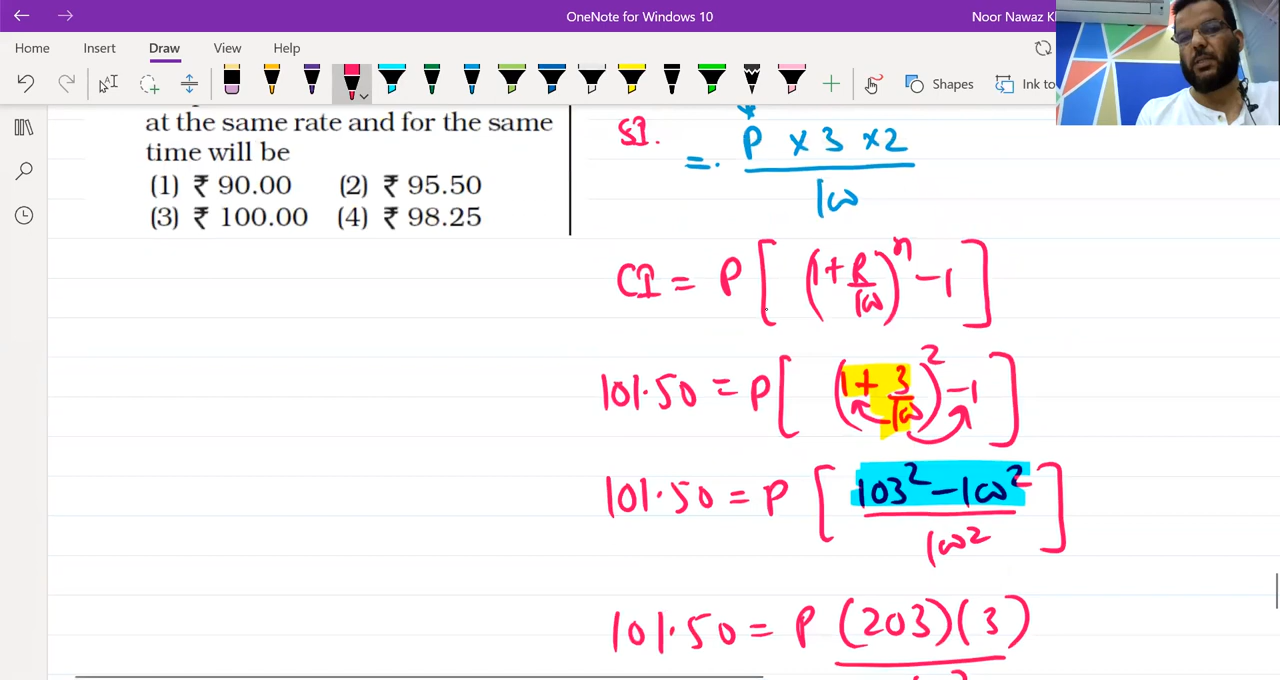 OneNote for Windows 10
Noor Nawaz K
Home Insert Draw View Help
Shapes Ink to
at the same rate and for the same
time will be
(1) ₹ 90.00 (2) ₹ 95.50
(3) ₹ 100.00 (4) ₹ 98.25
SI.
= P × 3 × 2 / 100
CI = P [ (1 + R/100)^n - 1 ]
101.50 = P [ (1 + 3/100)^2 - 1 ]
101.50 = P [ 103^2 - 100^2 / 100^2 ]
101.50 = P (203)(3)